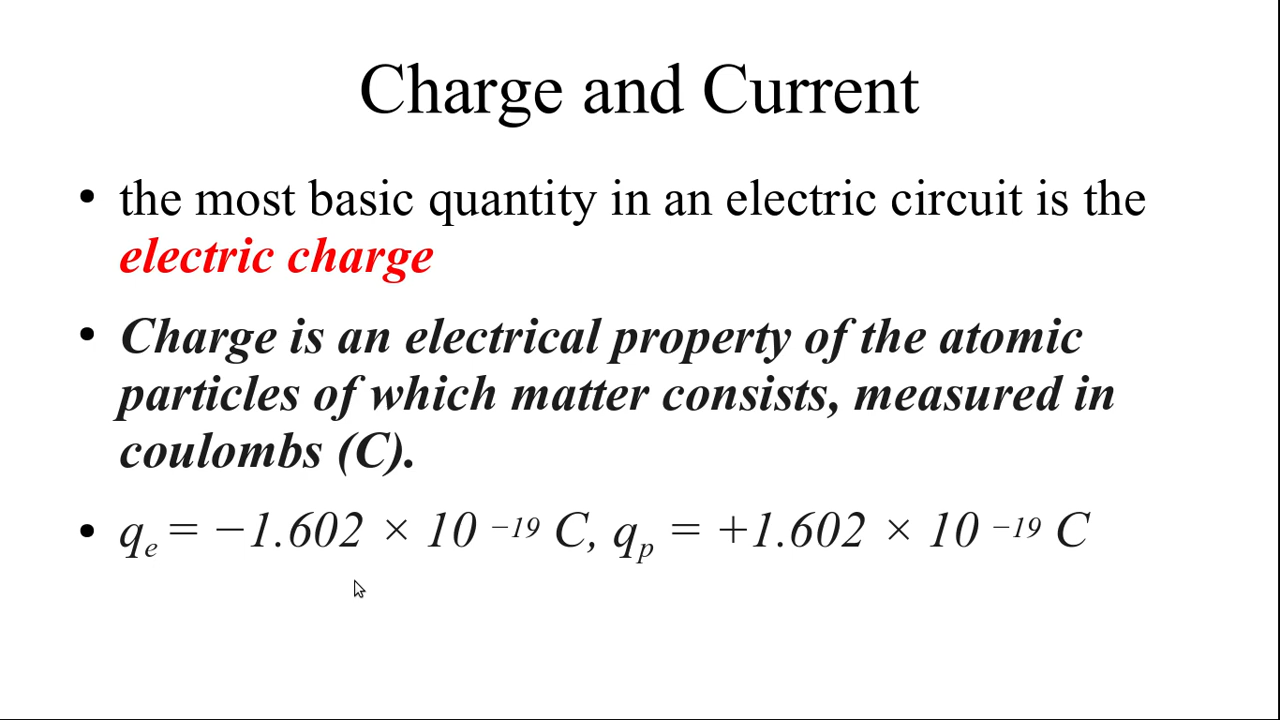 Charge and Current
• the most basic quantity in an electric circuit is the
electric charge
• Charge is an electrical property of the atomic
particles of which matter consists, measured in
coulombs (C).
• qₑ = −1.602 × 10 ⁻¹⁹ C, qₚ = +1.602 × 10 ⁻¹⁹ C